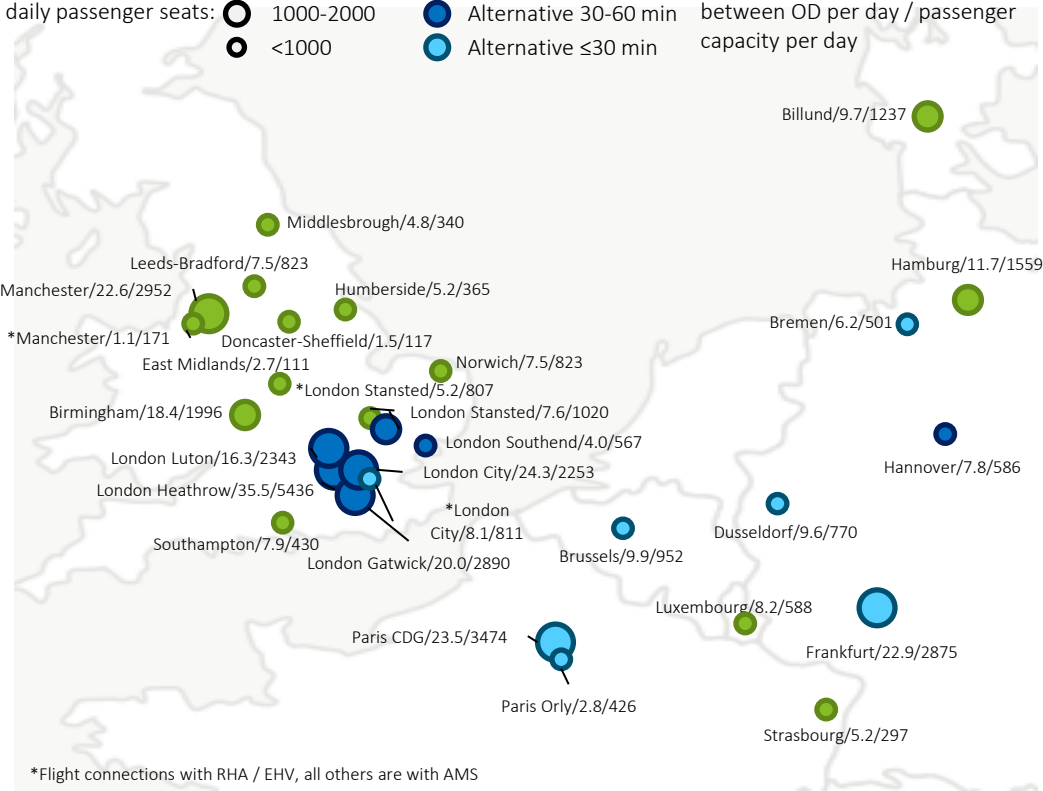 daily passenger seats:
1000-2000
<1000
Alternative 30-60 min
Alternative ≤30 min
between OD per day / passenger
capacity per day
Billund/9.7/1237
Middlesbrough/4.8/340
Leeds-Bradford/7.5/823
Hamburg/11.7/1559
Manchester/22.6/2952
Humberside/5.2/365
Bremen/6.2/501
*Manchester/1.1/171
Doncaster-Sheffield/1.5/117
East Midlands/2.7/111
Norwich/7.5/823
*London Stansted/5.2/807
Birmingham/18.4/1996
London Stansted/7.6/1020
London Southend/4.0/567
London Luton/16.3/2343
Hannover/7.8/586
London City/24.3/2253
London Heathrow/35.5/5436
*London
City/8.1/811
Southampton/7.9/430
Dusseldorf/9.6/770
Brussels/9.9/952
London Gatwick/20.0/2890
Luxembourg/8.2/588
Paris CDG/23.5/3474
Frankfurt/22.9/2875
Paris Orly/2.8/426
Strasbourg/5.2/297
*Flight connections with RHA / EHV, all others are with AMS